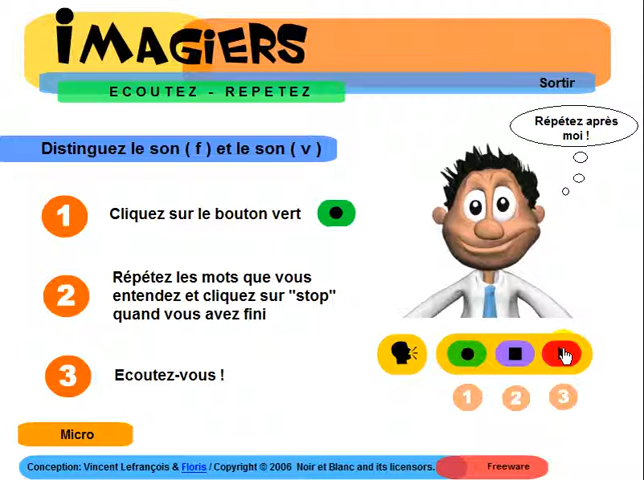 iMAGiERS
ECOUTEZ - REPETEZ
Sortir
Répétez après
moi !
Distinguez le son ( f ) et le son ( v )
1 Cliquez sur le bouton vert
2 Répétez les mots que vous
entendez et cliquez sur "stop"
quand vous avez fini
3 Ecoutez-vous !
1 2 3
Micro
Conception: Vincent Lefrançois & Floris / Copyright © 2006 Noir et Blanc and its licensors.
Freeware